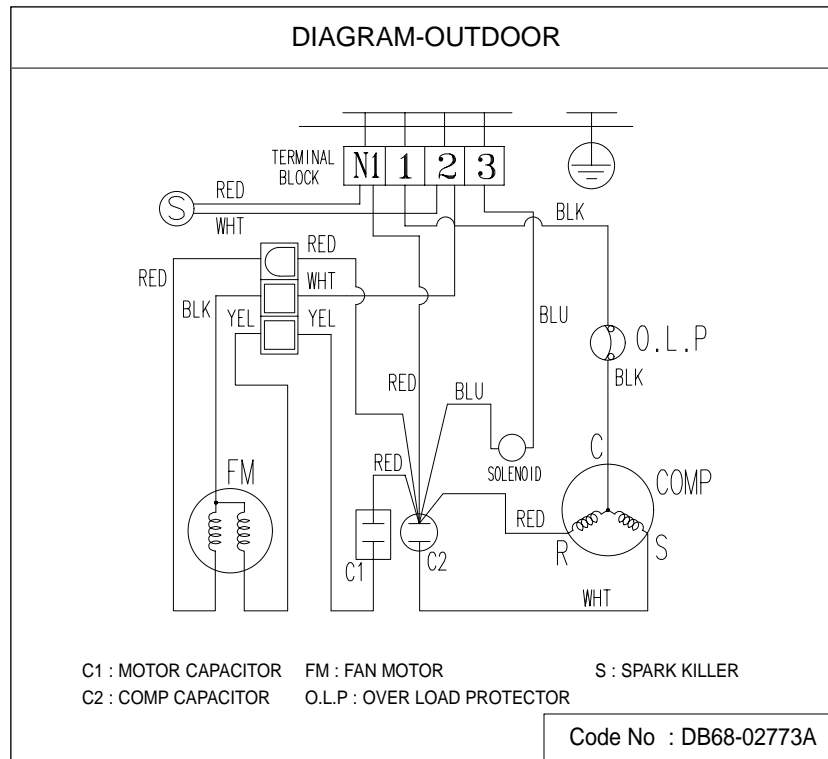 DIAGRAM-OUTDOOR
TERMINAL
BLOCK
N1 1 2 3
S
RED
WHT
BLK
RED
RED
WHT
BLK
YEL YEL
BLU
O.L.P
BLK
RED
BLU
SOLENOID
C
COMP
FM
RED
RED
R
S
C1
C2
WHT
C1 : MOTOR CAPACITOR FM : FAN MOTOR S : SPARK KILLER
C2 : COMP CAPACITOR O.L.P : OVER LOAD PROTECTOR
Code No : DB68-02773A